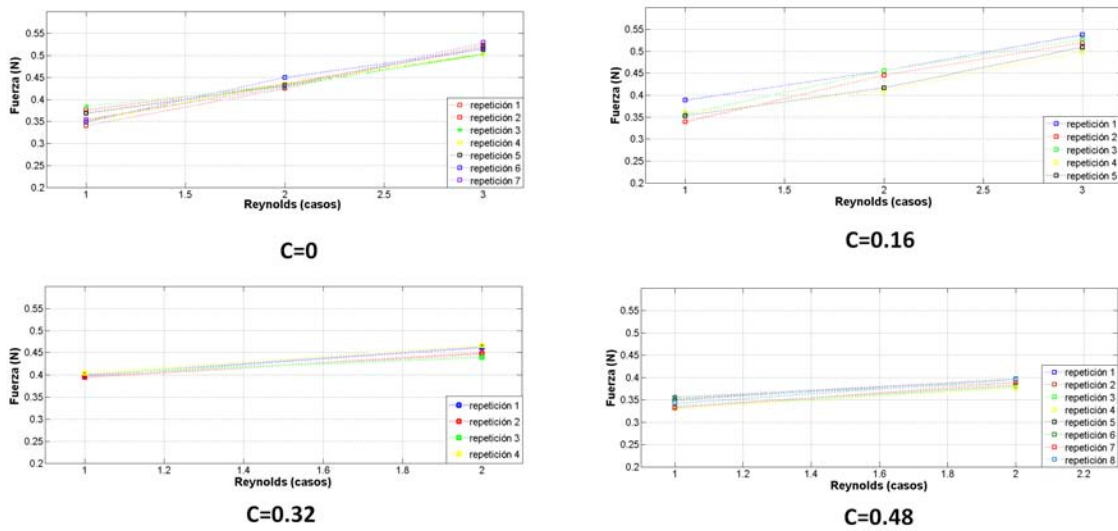 Fuerza (N)
0.55
0.5
0.45
0.4
0.35
0.3
0.25
0.2
1
1.5
2
2.5
3
Reynolds (casos)
repetición 1
repetición 2
repetición 3
repetición 4
repetición 5
repetición 6
repetición 7
C=0
Fuerza (N)
0.55
0.5
0.45
0.4
0.35
0.3
0.25
0.2
1
1.5
2
2.5
3
Reynolds (casos)
repetición 1
repetición 2
repetición 3
repetición 4
repetición 5
C=0.16
Fuerza (N)
0.55
0.5
0.45
0.4
0.35
0.3
0.25
0.2
1
1.2
1.4
1.6
1.8
2
Reynolds (casos)
repetición 1
repetición 2
repetición 3
repetición 4
C=0.32
Fuerza (N)
0.55
0.5
0.45
0.4
0.35
0.3
0.25
0.2
1
1.2
1.4
1.6
1.8
2
2.2
Reynolds (casos)
repetición 1
repetición 2
repetición 3
repetición 4
repetición 5
repetición 6
repetición 7
repetición 8
C=0.48